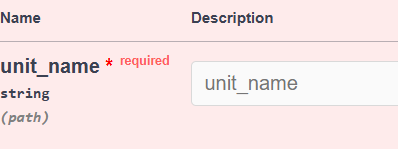 Name Description
unit_name * required
unit_name
string
(path)